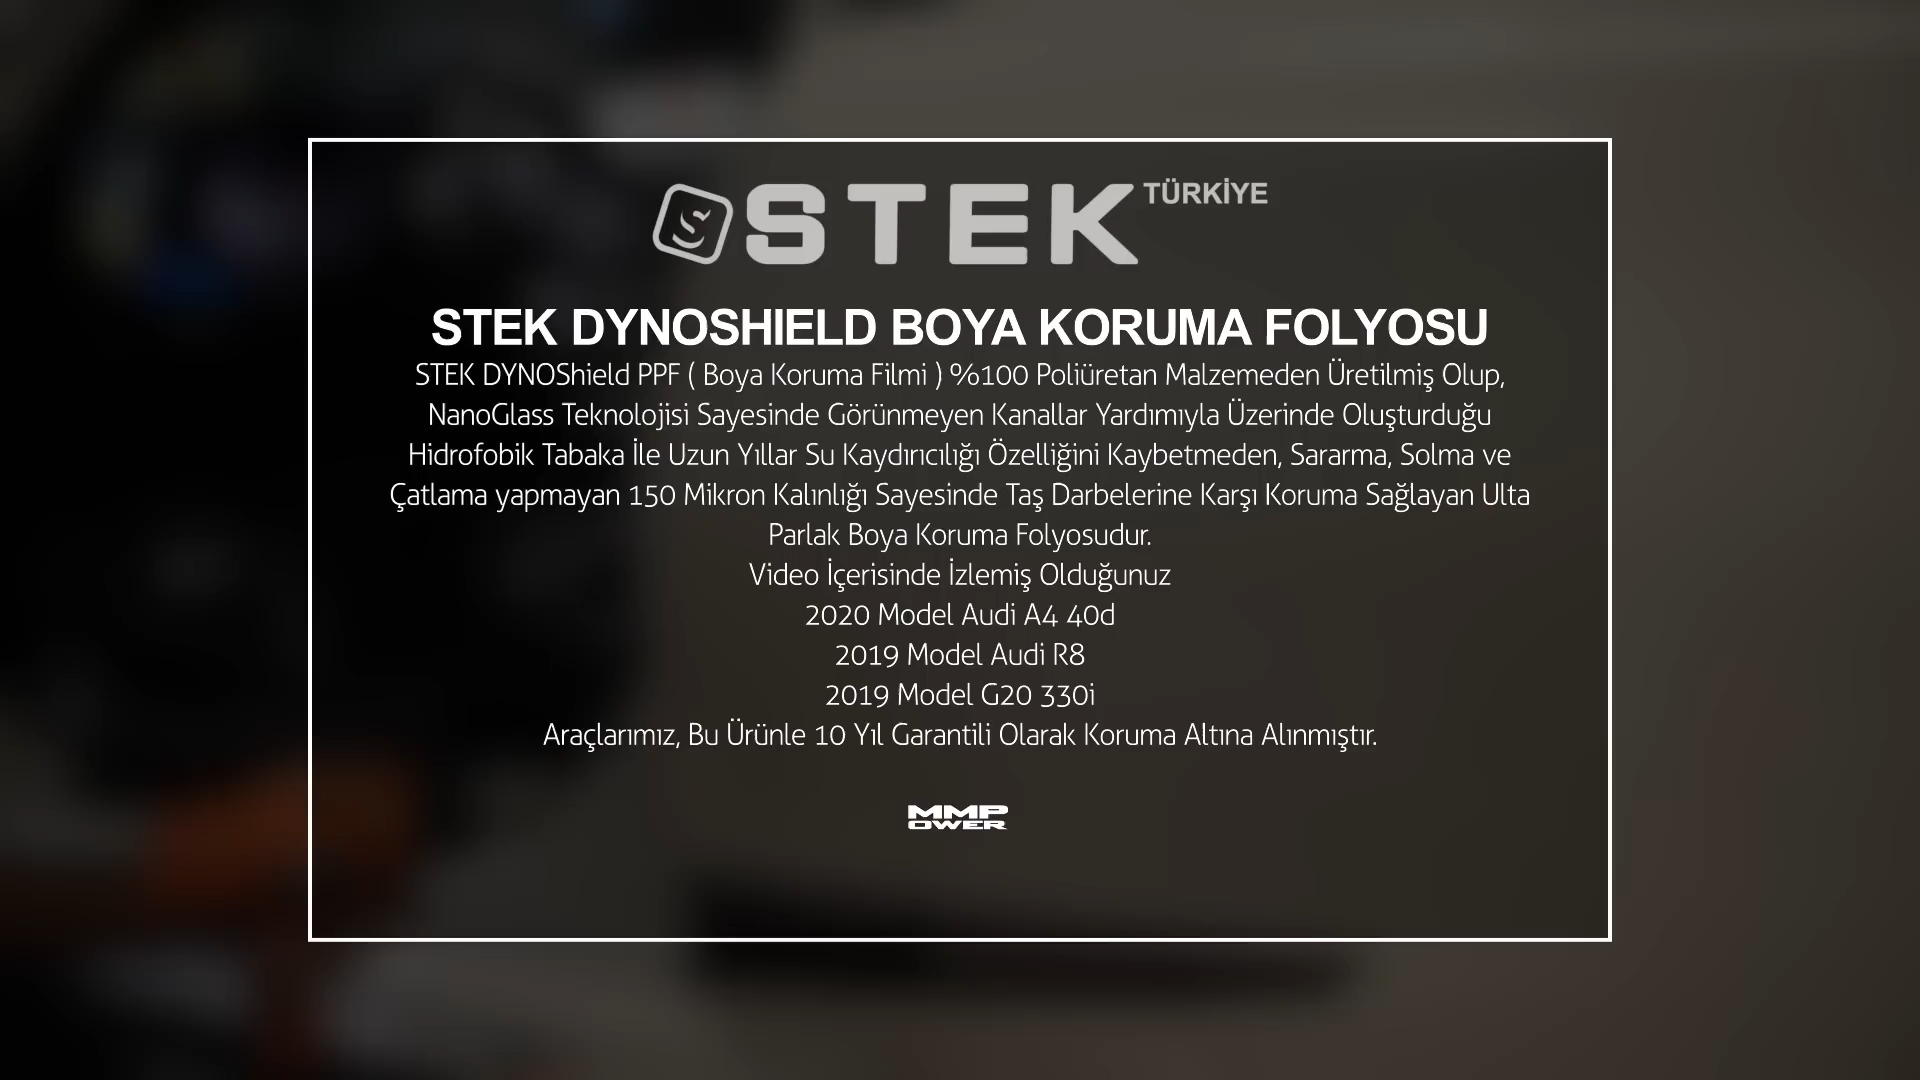 STEK TÜRKİYE
STEK DYNOSHIELD BOYA KORUMA FOLYOSU
STEK DYNOShield PPF ( Boya Koruma Filmi ) %100 Poliüretan Malzemeden Üretilmiş Olup,
NanoGlass Teknolojisi Sayesinde Görünmeyen Kanallar Yardımıyla Üzerinde Oluşturduğu
Hidrofobik Tabaka İle Uzun Yıllar Su Kaydırıcılığı Özelliğini Kaybetmeden, Sararma, Solma ve
Çatlama yapmayan 150 Mikron Kalınlığı Sayesinde Taş Darbelerine Karşı Koruma Sağlayan Ulta
Parlak Boya Koruma Folyosudur.
Video İçerisinde İzlemiş Olduğunuz
2020 Model Audi A4 40d
2019 Model Audi R8
2019 Model G20 330i
Araçlarımız, Bu Ürünle 10 Yıl Garantili Olarak Koruma Altına Alınmıştır.
MMP
OWER